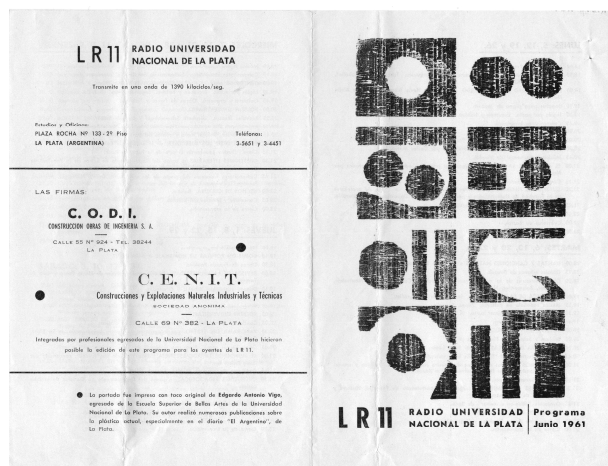 LR11 RADIO UNIVERSIDAD
NACIONAL DE LA PLATA
Transmite en una onda de 1390 kilociclos/seg.
Estudios y Oficinas:
PLAZA ROCHA Nº 133 - 2º Piso
LA PLATA (ARGENTINA)
Teléfonos:
3-5651 y 3-4451
LAS FIRMAS:
C. O. D. I.
CONSTRUCCION OBRAS DE INGENIERIA S. A.
CALLE 55 Nº 924 - TEL. 38244
LA PLATA
C. E. N. I. T.
Construcciones y Explotaciones Naturales Industriales y Técnicas
SOCIEDAD ANONIMA
CALLE 69 Nº 382 - LA PLATA
Integradas por profesionales egresados de la Universidad Nacional de La Plata hicieron
posible la edición de este programa para los oyentes de LR 11.
La portada fue impresa con taco original de Edgardo Antonio Vigo,
egresado de la Escuela Superior de Bellas Artes de la Universidad
Nacional de La Plata. Su autor realizó numerosas publicaciones sobre
la plástica actual, especialmente en el diario "El Argentino", de
La Plata.
LR11 RADIO UNIVERSIDAD
NACIONAL DE LA PLATA
Programa
Junio 1961